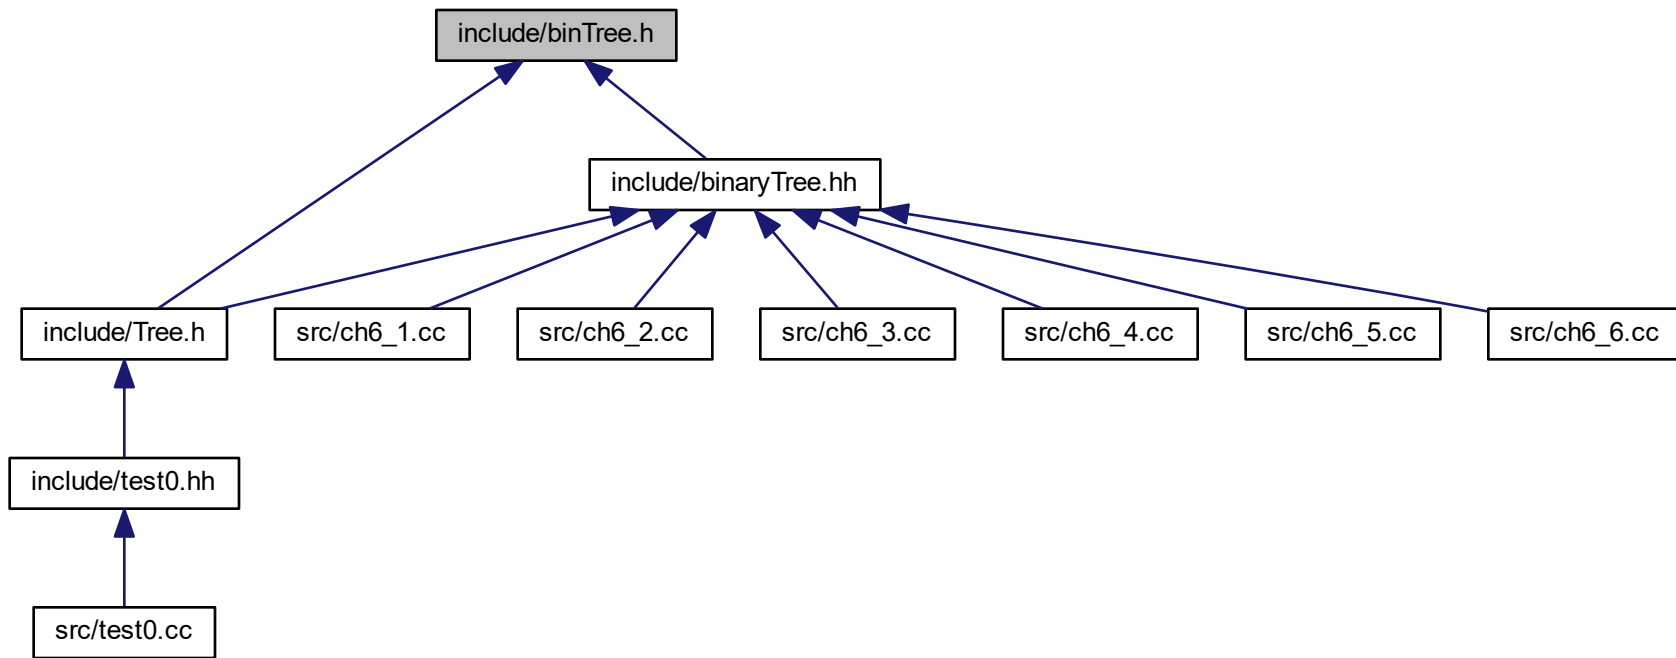 include/binTree.h
include/binaryTree.hh
include/Tree.h
src/ch6_1.cc
src/ch6_2.cc
src/ch6_3.cc
src/ch6_4.cc
src/ch6_5.cc
src/ch6_6.cc
include/test0.hh
src/test0.cc